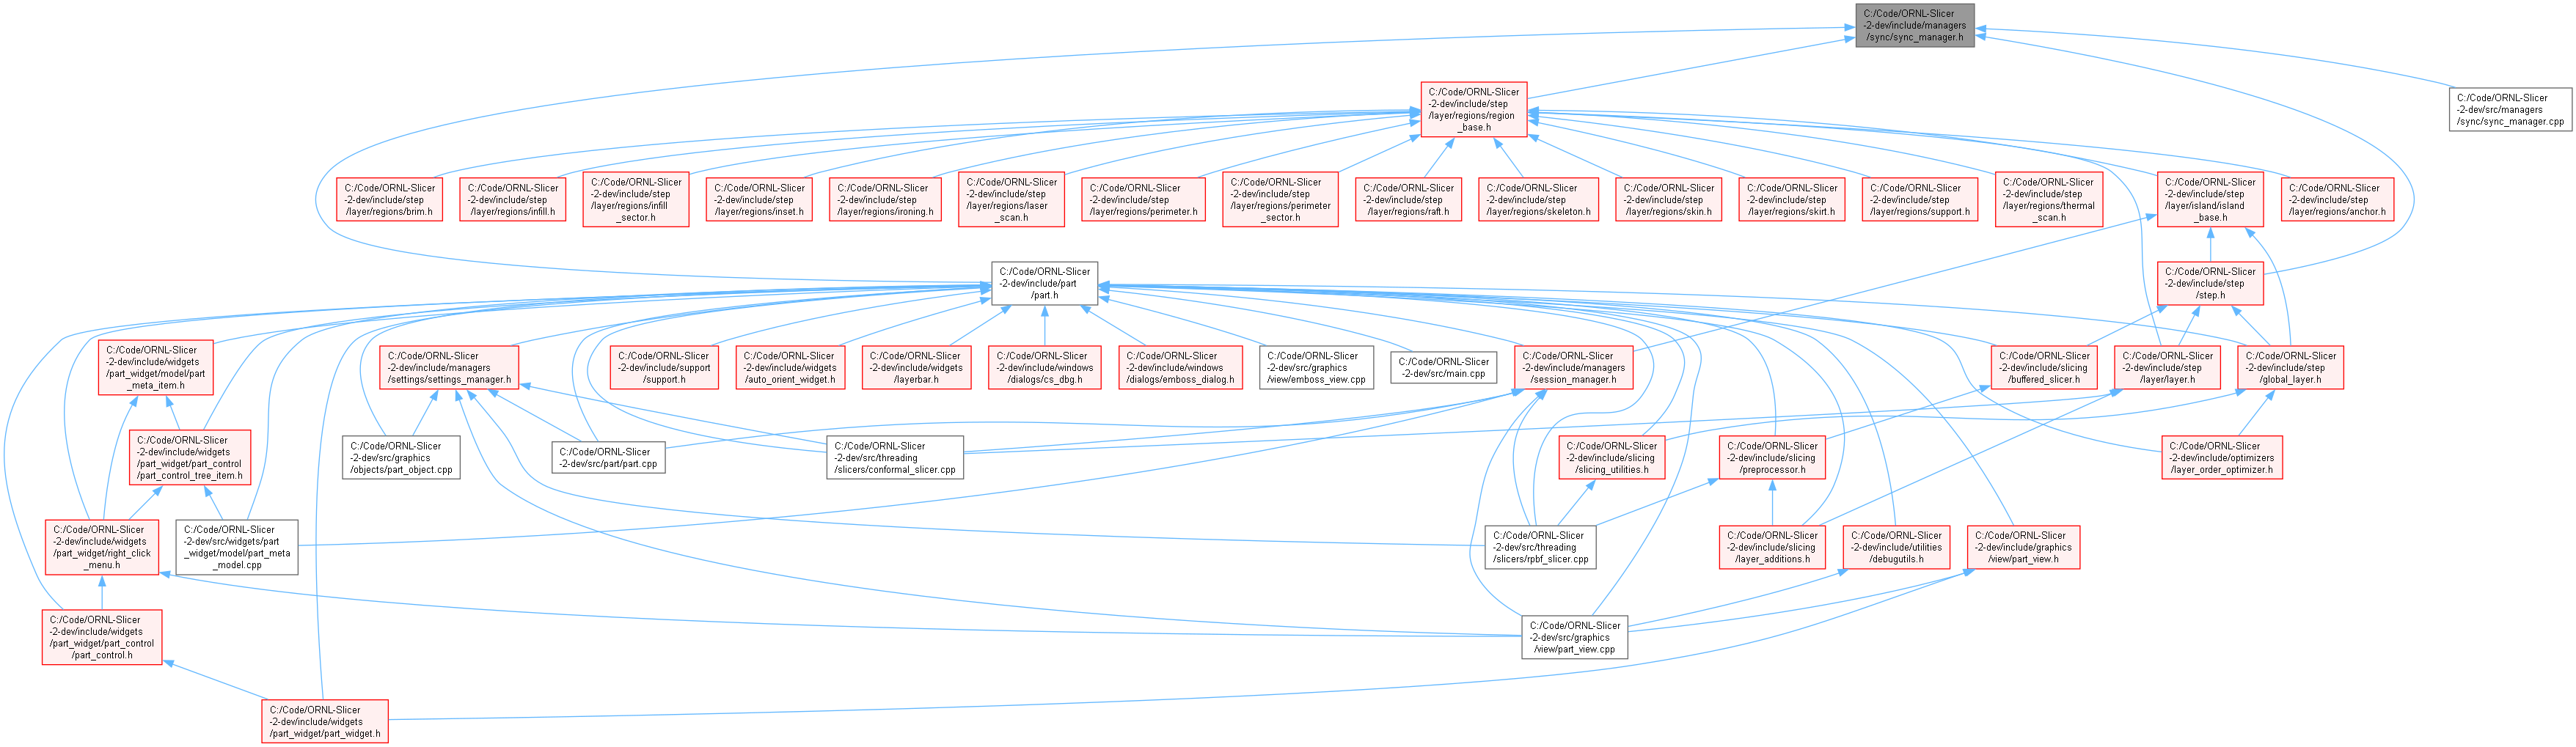 C:/Code/ORNL-Slicer
-2-dev/include/managers
/sync/sync_manager.h
C:/Code/ORNL-Slicer
-2-dev/include/step
/layer/regions/region
_base.h
C:/Code/ORNL-Slicer
-2-dev/src/managers
/sync/sync_manager.cpp
C:/Code/ORNL-Slicer
-2-dev/include/step
/layer/regions/brim.h
C:/Code/ORNL-Slicer
-2-dev/include/step
/layer/regions/infill.h
C:/Code/ORNL-Slicer
-2-dev/include/step
/layer/regions/infill
_sector.h
C:/Code/ORNL-Slicer
-2-dev/include/step
/layer/regions/inset.h
C:/Code/ORNL-Slicer
-2-dev/include/step
/layer/regions/ironing.h
C:/Code/ORNL-Slicer
-2-dev/include/step
/layer/regions/laser
_scan.h
C:/Code/ORNL-Slicer
-2-dev/include/step
/layer/regions/perimeter.h
C:/Code/ORNL-Slicer
-2-dev/include/step
/layer/regions/perimeter
_sector.h
C:/Code/ORNL-Slicer
-2-dev/include/step
/layer/regions/raft.h
C:/Code/ORNL-Slicer
-2-dev/include/step
/layer/regions/skeleton.h
C:/Code/ORNL-Slicer
-2-dev/include/step
/layer/regions/skin.h
C:/Code/ORNL-Slicer
-2-dev/include/step
/layer/regions/skirt.h
C:/Code/ORNL-Slicer
-2-dev/include/step
/layer/regions/support.h
C:/Code/ORNL-Slicer
-2-dev/include/step
/layer/regions/thermal
_scan.h
C:/Code/ORNL-Slicer
-2-dev/include/step
/layer/island/island
_base.h
C:/Code/ORNL-Slicer
-2-dev/include/step
/layer/regions/anchor.h
C:/Code/ORNL-Slicer
-2-dev/include/part
/part.h
C:/Code/ORNL-Slicer
-2-dev/include/step
/step.h
C:/Code/ORNL-Slicer
-2-dev/include/widgets
/part_widget/model/part
_meta_item.h
C:/Code/ORNL-Slicer
-2-dev/include/managers
/settings/settings_manager.h
C:/Code/ORNL-Slicer
-2-dev/include/support
/support.h
C:/Code/ORNL-Slicer
-2-dev/include/widgets
/auto_orient_widget.h
C:/Code/ORNL-Slicer
-2-dev/include/widgets
/layerbar.h
C:/Code/ORNL-Slicer
-2-dev/include/windows
/dialogs/cs_dbg.h
C:/Code/ORNL-Slicer
-2-dev/include/windows
/dialogs/emboss_dialog.h
C:/Code/ORNL-Slicer
-2-dev/src/graphics
/view/emboss_view.cpp
C:/Code/ORNL-Slicer
-2-dev/src/main.cpp
C:/Code/ORNL-Slicer
-2-dev/include/managers
/session_manager.h
C:/Code/ORNL-Slicer
-2-dev/include/slicing
/buffered_slicer.h
C:/Code/ORNL-Slicer
-2-dev/include/step
/layer/layer.h
C:/Code/ORNL-Slicer
-2-dev/include/step
/global_layer.h
C:/Code/ORNL-Slicer
-2-dev/include/widgets
/part_widget/part_control
/part_control_tree_item.h
C:/Code/ORNL-Slicer
-2-dev/src/graphics
/objects/part_object.cpp
C:/Code/ORNL-Slicer
-2-dev/src/part/part.cpp
C:/Code/ORNL-Slicer
-2-dev/src/threading
/slicers/conformal_slicer.cpp
C:/Code/ORNL-Slicer
-2-dev/include/slicing
/slicing_utilities.h
C:/Code/ORNL-Slicer
-2-dev/include/slicing
/preprocessor.h
C:/Code/ORNL-Slicer
-2-dev/include/optimizers
/layer_order_optimizer.h
C:/Code/ORNL-Slicer
-2-dev/include/widgets
/part_widget/right_click
_menu.h
C:/Code/ORNL-Slicer
-2-dev/src/widgets/part
_widget/model/part_meta
_model.cpp
C:/Code/ORNL-Slicer
-2-dev/src/threading
/slicers/rpbf_slicer.cpp
C:/Code/ORNL-Slicer
-2-dev/include/slicing
/layer_additions.h
C:/Code/ORNL-Slicer
-2-dev/include/utilities
/debugutils.h
C:/Code/ORNL-Slicer
-2-dev/include/graphics
/view/part_view.h
C:/Code/ORNL-Slicer
-2-dev/include/widgets
/part_widget/part_control
/part_control.h
C:/Code/ORNL-Slicer
-2-dev/src/graphics
/view/part_view.cpp
C:/Code/ORNL-Slicer
-2-dev/include/widgets
/part_widget/part_widget.h